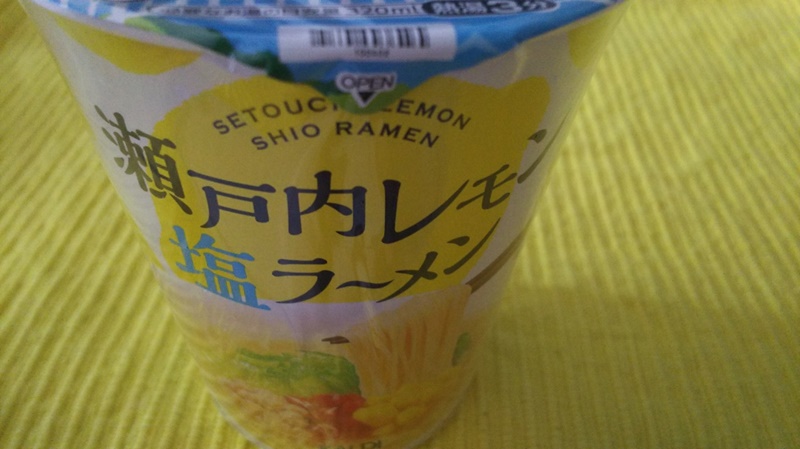 320ml 熱湯3分
OPEN
SETOUCHI LEMON
SHIO RAMEN
瀬戸内レモン
塩ラーメン